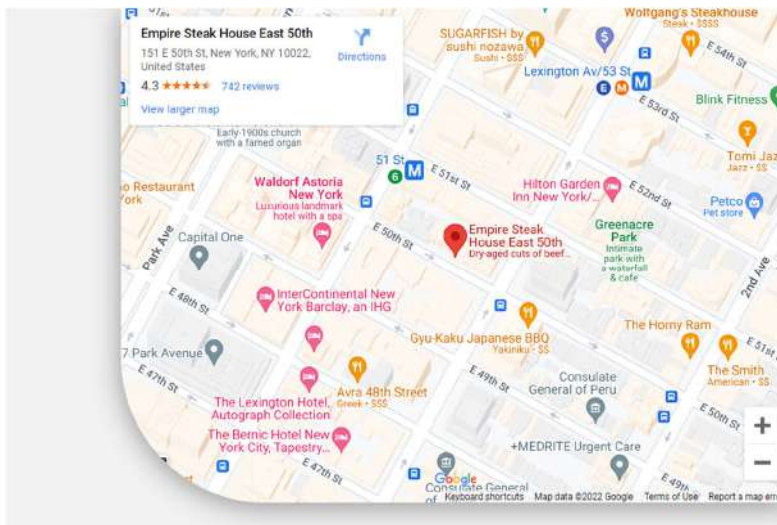 Empire Steak House East 50th
151 E 50th St, New York, NY 10022,
United States
Directions
4.3
742 reviews
View larger map
Early-1900s church
with a famed organ
SUGARFISH by
sushi nozawa
Sushi • $$$
Wolfgang's Steakhouse
Steak • $$$$
E 54th St
Lexington Av/53 St
E M
M
E 53rd St
Blink Fitness
Tomi Jaz
Jazz • $$
51 St
6
M
E 51st St
Hilton Garden
Inn New York/...
E 52nd St
Petco
Pet store
Restaurant
York
Waldorf Astoria
New York
Luxurious landmark
hotel with a spa
Park Ave
Capital One
E 50th St
Empire Steak
House East 50th
Dry-aged cuts of beef...
Greenacre
Park
Intimate
park with
a waterfall
& cafe
2nd Ave
E 48th St
InterContinental New
York Barclay, an IHG
Gyu-Kaku Japanese BBQ
Yakiniku • $$
The Horny Ram
7 Park Avenue
E 47th St
E 51st
The Smith
American • $$
Avra 48th Street
Greek • $$$
E 49th St
Consulate
General of Peru
The Lexington Hotel,
Autograph Collection
E 50th St
The Bernic Hotel New
York City, Tapestry...
+MEDRITE Urgent Care
E 47th St
E 49th
+
−
Google
Consulate General
of
Keyboard shortcuts
Map data ©2022 Google
Terms of Use
Report a map err